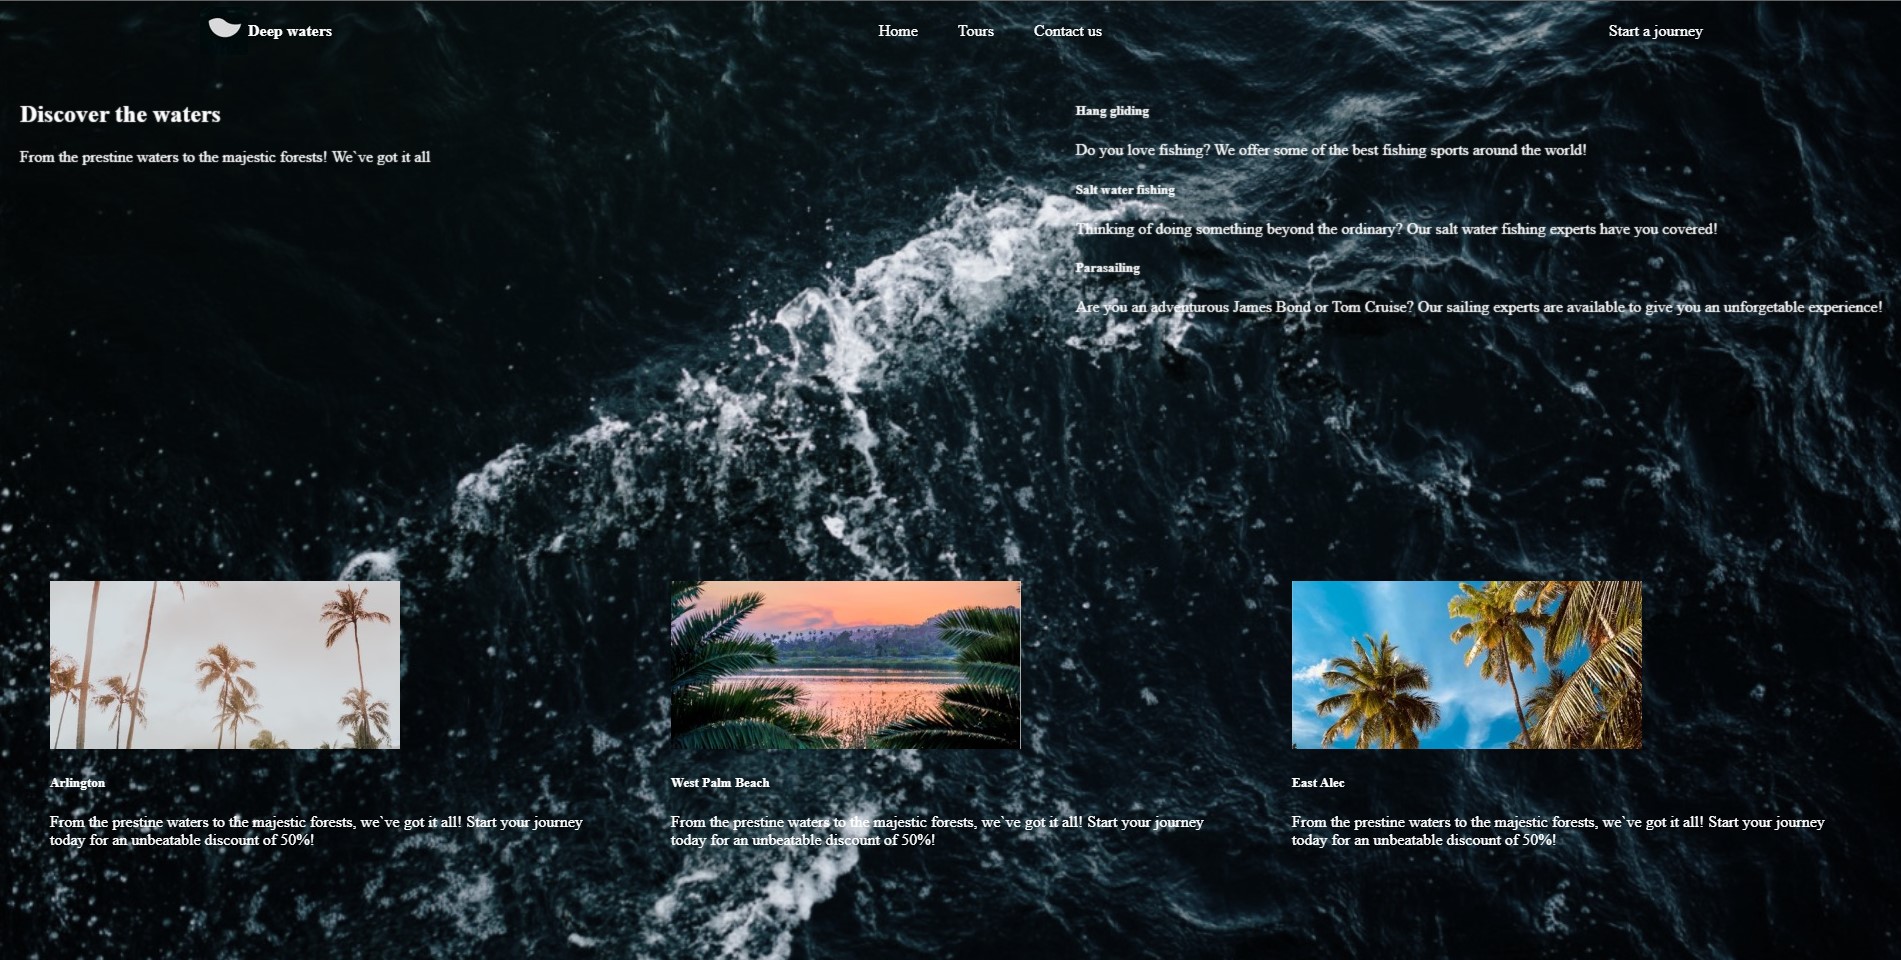 Deep waters
Home
Tours
Contact us
Start a journey
Discover the waters
From the prestine waters to the majestic forests! We`ve got it all
Hang gliding
Do you love fishing? We offer some of the best fishing sports around the world!
Salt water fishing
Thinking of doing something beyond the ordinary? Our salt water fishing experts have you covered!
Parasailing
Are you an adventurous James Bond or Tom Cruise? Our sailing experts are available to give you an unforgetable experience!
Arlington
From the prestine waters to the majestic forests, we`ve got it all! Start your journey
today for an unbeatable discount of 50%!
West Palm Beach
From the prestine waters to the majestic forests, we`ve got it all! Start your journey
today for an unbeatable discount of 50%!
East Alec
From the prestine waters to the majestic forests, we`ve got it all! Start your journey
today for an unbeatable discount of 50%!